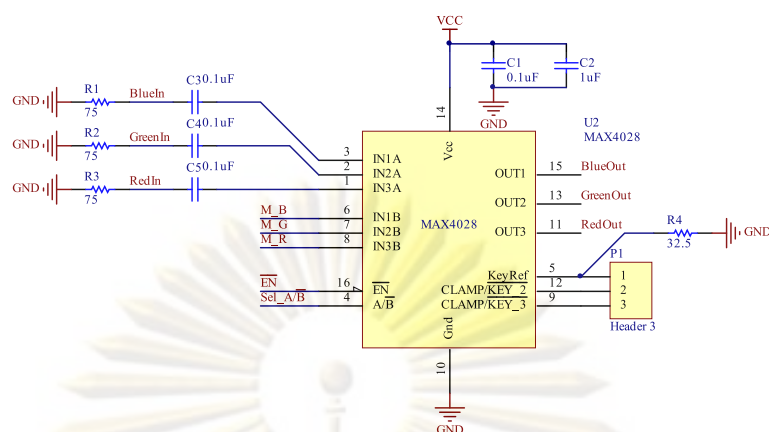 VCC
C1
0.1uF
C2
1uF
GND
R1
75
BlueIn
C3 0.1uF
GND
R2
75
GreenIn
C4 0.1uF
GND
R3
75
RedIn
C5 0.1uF
GND
U2
MAX4028
14
Vcc
3
IN1A
2
IN2A
1
IN3A
M_B
6
IN1B
M_G
7
IN2B
M_R
8
IN3B
EN
16
EN
Sel_A/B
4
A/B
MAX4028
OUT1
15
BlueOut
OUT2
13
GreenOut
OUT3
11
RedOut
KeyRef
5
CLAMP/KEY_2
12
CLAMP/KEY_3
9
R4
32.5
GND
P1
1
2
3
Header 3
Gnd
10
GND